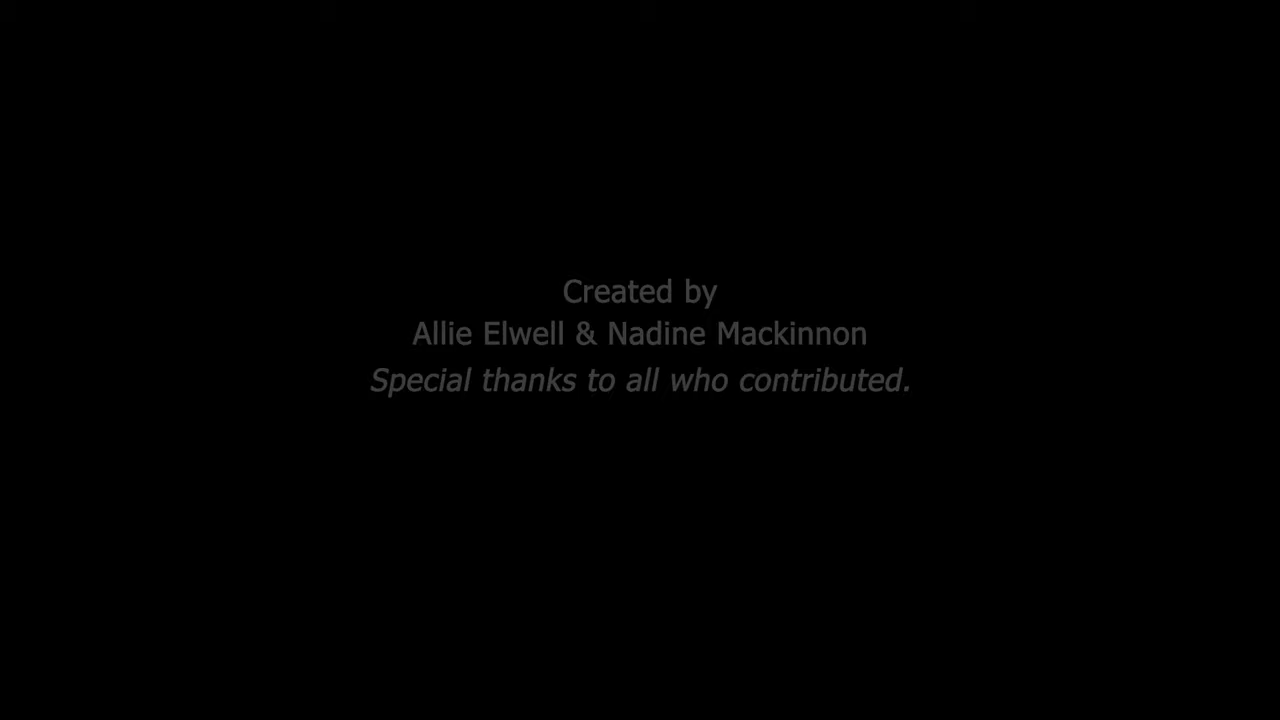 Created by
Allie Elwell & Nadine Mackinnon
Special thanks to all who contributed.